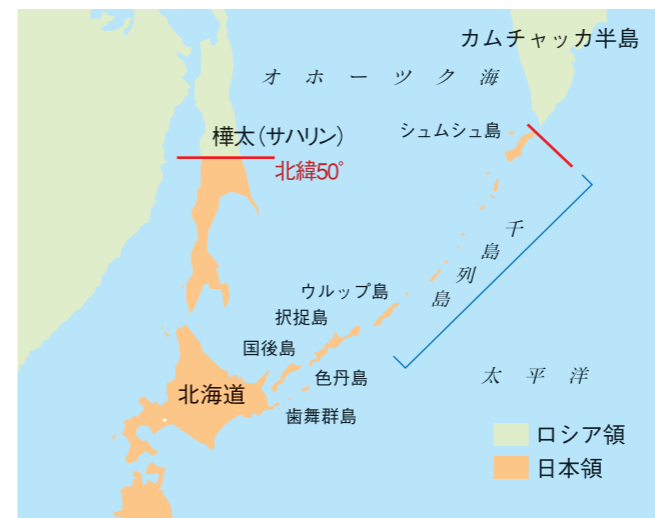 カムチャッカ半島
オホーツク海
シュムシュ島
樺太(サハリン)
北緯50°
千島列島
ウルップ島
択捉島
国後島
色丹島
北海道
歯舞群島
太平洋
ロシア領
日本領